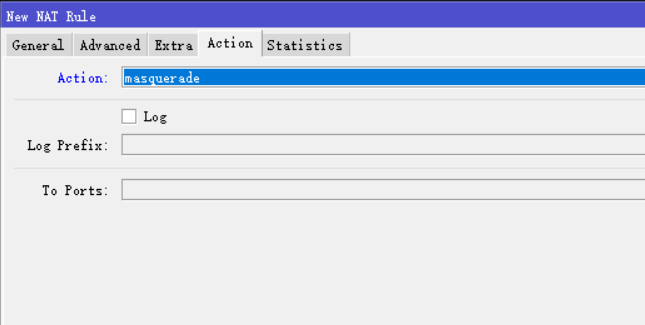 New NAT Rule
General Advanced Extra Action Statistics
Action: masquerade
Log
Log Prefix:
To Ports: